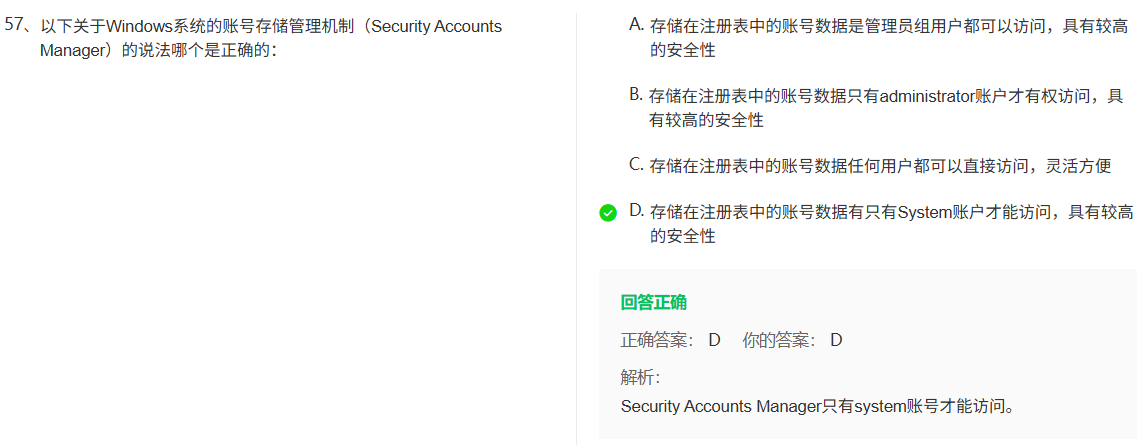 57、以下关于Windows系统的账号存储管理机制（Security Accounts
Manager）的说法哪个是正确的：
A. 存储在注册表中的账号数据是管理员组用户都可以访问，具有较高
的安全性
B. 存储在注册表中的账号数据只有administrator账户才有权访问，具
有较高的安全性
C. 存储在注册表中的账号数据任何用户都可以直接访问，灵活方便
D. 存储在注册表中的账号数据有只有System账户才能访问，具有较高
的安全性
回答正确
正确答案： D 你的答案： D
解析：
Security Accounts Manager只有system账号才能访问。